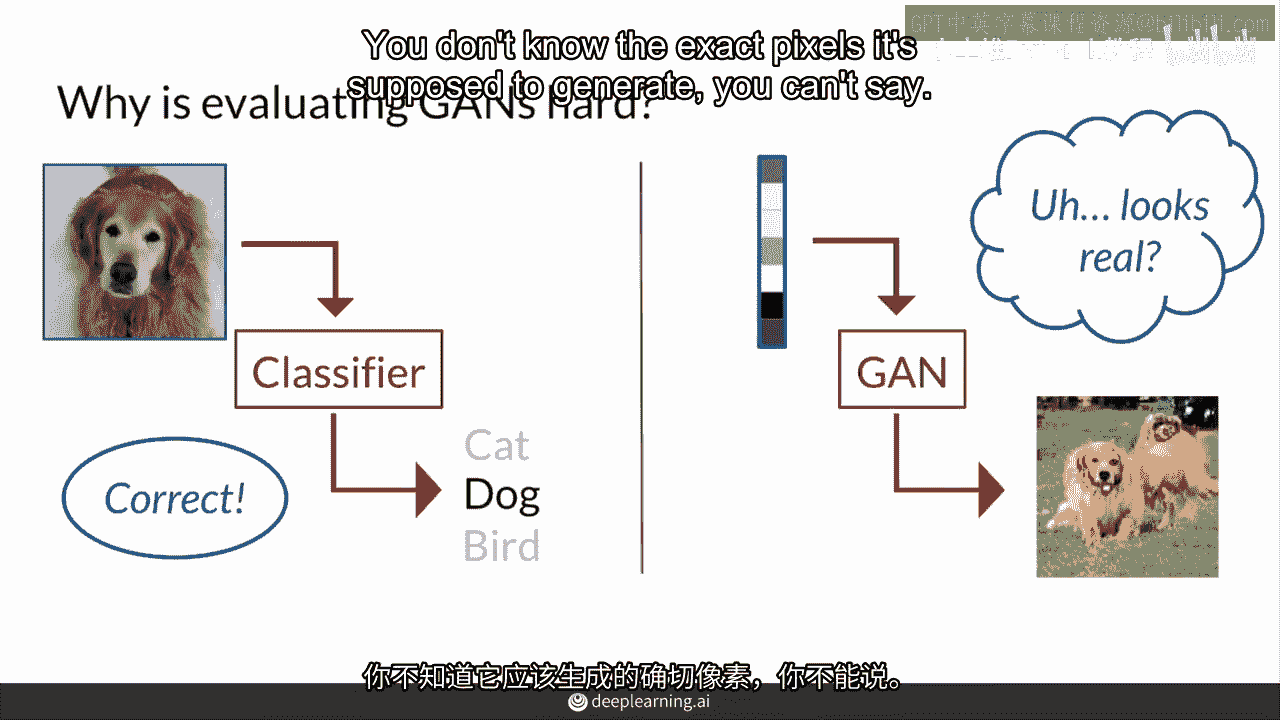 GPT中英字幕课程资源@bilibili.com
You don't know the exact pixels it's
supposed to generate, you can't say.
Why is evaluating GANs hard?
Uh... looks
real?
Classifier
GAN
Correct!
Cat
Dog
Bird
你不知道它应该生成的确切像素，你不能说。
deeplearning.ai